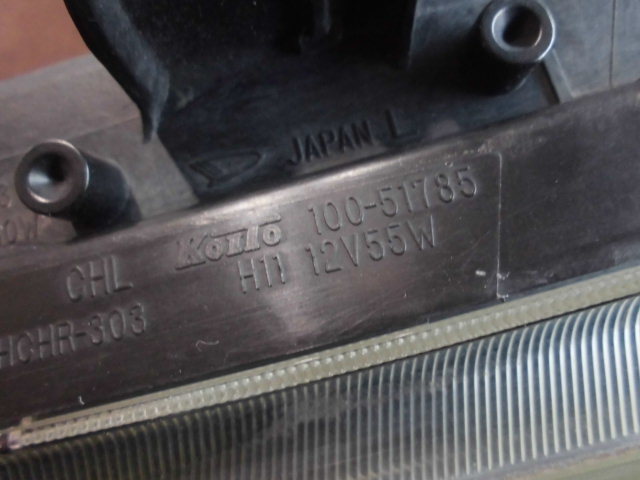 JAPAN L
Koito 100-51785
H11 12V55W
CHL
HCHR-303